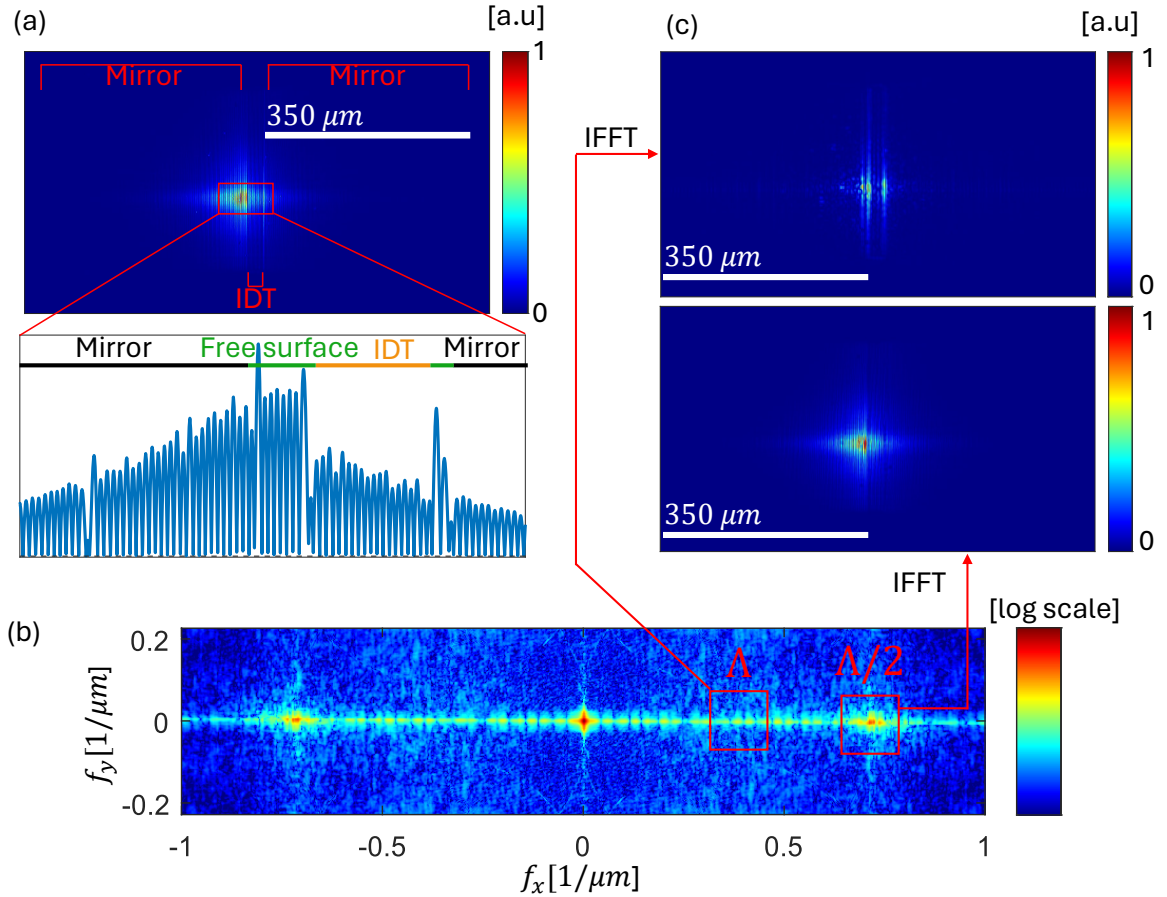 (a)
[a.u]
1
0
Mirror
Mirror
350 μm
IDT
Mirror
Free surface
IDT
Mirror
(c)
[a.u]
IFFT
1
0
350 μm
1
0
350 μm
IFFT
(b)
[log scale]
0.2
0
-0.2
f_y[1/μm]
Λ
Λ/2
-1
-0.5
0
0.5
1
f_x[1/μm]